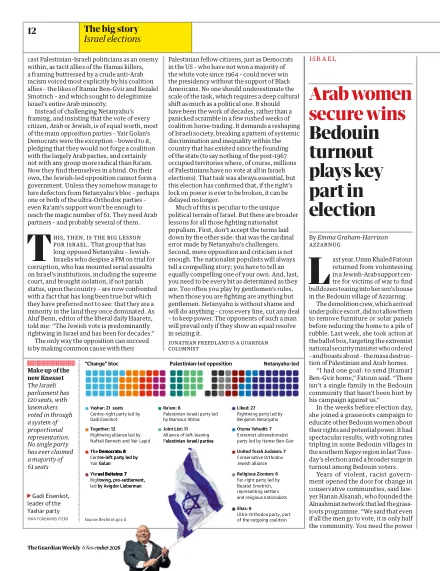 12
The big story
Israel elections
cast Palestinian-Israeli politicians as an enemy
within, as tacit allies of the Hamas killers,
a framing buttressed by a crude anti-Arab
racism voiced most explicitly by his coalition
allies – the likes of Itamar Ben-Gvir and Bezalel
Smotrich – and which sought to delegitimise
Israel's entire Arab minority.
Instead of challenging Netanyahu's
framing, and insisting that the vote of every
citizen, Arab or Jewish, is of equal worth, most
of the main opposition parties – Yair Golan's
Democrats were the exception – bowed to it,
pledging that they would not forge a coalition
with the largely Arab parties, and certainly
not with any group more radical than Ra'am.
Now they find themselves in a bind. On their
own, the Jewish-led opposition cannot form a
government. Unless they somehow manage to
lure defectors from Netanyahu's bloc – perhaps
one or both of the ultra-Orthodox parties –
even Ra'am's support won't be enough to
reach the magic number of 61. They need Arab
partners – and probably several of them.
THIS, THEN, IS THE BIG LESSON
FOR ISRAEL. That group that has
long opposed Netanyahu – Jewish-
Israelis who despise a PM on trial for
corruption, who has mounted serial assaults
on Israel's institutions, including the supreme
court, and brought isolation, if not pariah
status, upon the country – are now confronted
with a fact that has long been true but which
they have preferred not to see: that they are a
minority in the land they once dominated. As
Aluf Benn, editor of the liberal daily Haaretz,
told me: "The Jewish vote is predominantly
rightwing in Israel and has been for decades."
The only way the opposition can succeed
is by making common cause with their
Palestinian fellow citizens, just as Democrats
in the US – who have not won a majority of
the white vote since 1964 – could never win
the presidency without the support of Black
Americans. No one should underestimate the
scale of the task, which requires a deep cultural
shift as much as a political one. It should
have been the work of decades, rather than a
panicked scramble in a few rushed weeks of
coalition horse-trading. It demands a reshaping
of Israeli society, breaking a pattern of systemic
discrimination and inequality within the
country that has existed since the founding
of the state (to say nothing of the post-1967
occupied territories where, of course, millions
of Palestinians have no vote at all in Israeli
elections). That task was always essential, but
this election has confirmed that, if the right's lock
on power is ever to be broken, it can
be delayed no longer.
Much of this is peculiar to the unique
political terrain of Israel. But there are broader
lessons for all those fighting nationalist
populism. First, don't accept the terms laid
down by the other side: that was the cardinal
error made by Netanyahu's challengers.
Second, mere opposition and criticism is not
enough. The nationalist populists will always
tell a compelling story; you have to tell an
equally compelling one of your own. And, last,
you need to be every bit as determined as they
are. Too often you play by gentlemen's rules,
when those you are fighting are anything but
gentlemen. Netanyahu is without shame and
will do anything – cross any line, cut any deal
– to keep power. The opponents of such a man
will prevail only if they show an equal resolve
in seizing it.
JONATHAN FREEDLAND IS A GUARDIAN
COLUMNIST
ISRAEL
Arab women
secure wins
Bedouin
turnout
plays key
part in
election
By Emma Graham-Harrison
AZZARNUG
Last year, Umm Khaled Fatoum
returned from volunteering
in a Jewish-Arab support cen-
tre for victims of war to find
bulldozers tearing into her son's house
in the Bedouin village of Azzarnug.
The demolition crew, which arrived
under police escort, did not allow them
to remove furniture or solar panels
before reducing the home to a pile of
rubble. Last week, she took action at
the ballot box, targeting the extremist
national security minister who ordered
– and boasts about – the mass destruc-
tion of Palestinian and Arab homes.
"I had one goal: to send [Itamar]
Ben-Gvir home," Fatoum said. "There
isn't a single family in the Bedouin
community that hasn't been hurt by
his campaign against us."
In the weeks before election day,
she joined a grassroots campaign to
educate other Bedouin women about
their rights and potential power. It had
spectacular results, with voting rates
tripling in some Bedouin villages in
the southern Negev region in last Tues-
day's election amid a broader surge in
turnout among Bedouin voters.
Years of violent, racist govern-
ment opened the door for change in
conservative communities, said law-
yer Hanan Alsanah, who founded the
Alnashmiat network that led the grass-
roots programme. "We said that even
if all the men go to vote, it is only half
the community. You need the power
Make up of the
new Knesset
The Israeli
parliament has
120 seats, with
lawmakers
voted in through
a system of
proportional
representation.
No single party
has ever claimed
a majority of
61 seats
Gadi Eisenkot,
leader of the
Yashar party
"Change" bloc
Palestinian-led opposition
Netanyahu-led
Yashar: 21 seats
Centre-right party led by
Gadi Eisenkot
Together: 12
Rightwing alliance led by
Naftali Bennett and Yair Lapid
The Democrats: 8
Centre-left party led by
Yair Golan
Yisrael Beiteinu: 7
Rightwing, pro-settlement,
led by Avigdor Lieberman
Ra'am: 6
Palestinian-Israeli party led
by Mansour Abbas
Joint List: 11
Alliance of left-leaning
Palestinian Israeli parties
Likud: 27
Rightwing party led by
Benjamin Netanyahu
Otzma Yehudit: 7
Extremist ultranationalist
party led by Itamar Ben-Gvir
United Torah Judaism: 7
Conservative Orthodox
Jewish alliance
Religious Zionism: 6
Far-right party led by
Bezalel Smotrich,
representing settlers
and religious nationalists
Shas: 8
Ultra-Orthodox party, part
of the outgoing coalition
The Guardian Weekly 6 November 2026